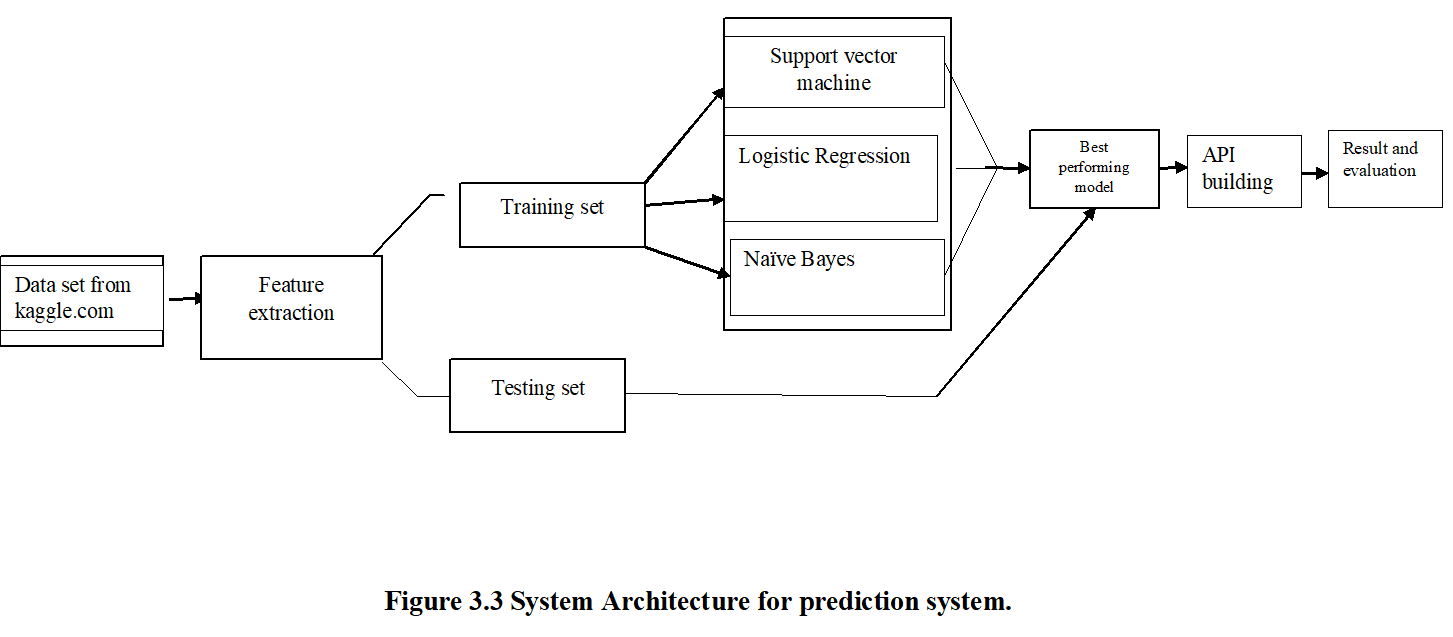 Data set from
kaggle.com
Feature
extraction
Training set
Testing set
Support vector
machine
Logistic Regression
Naïve Bayes
Best
performing
model
API
building
Result and
evaluation
Figure 3.3 System Architecture for prediction system.